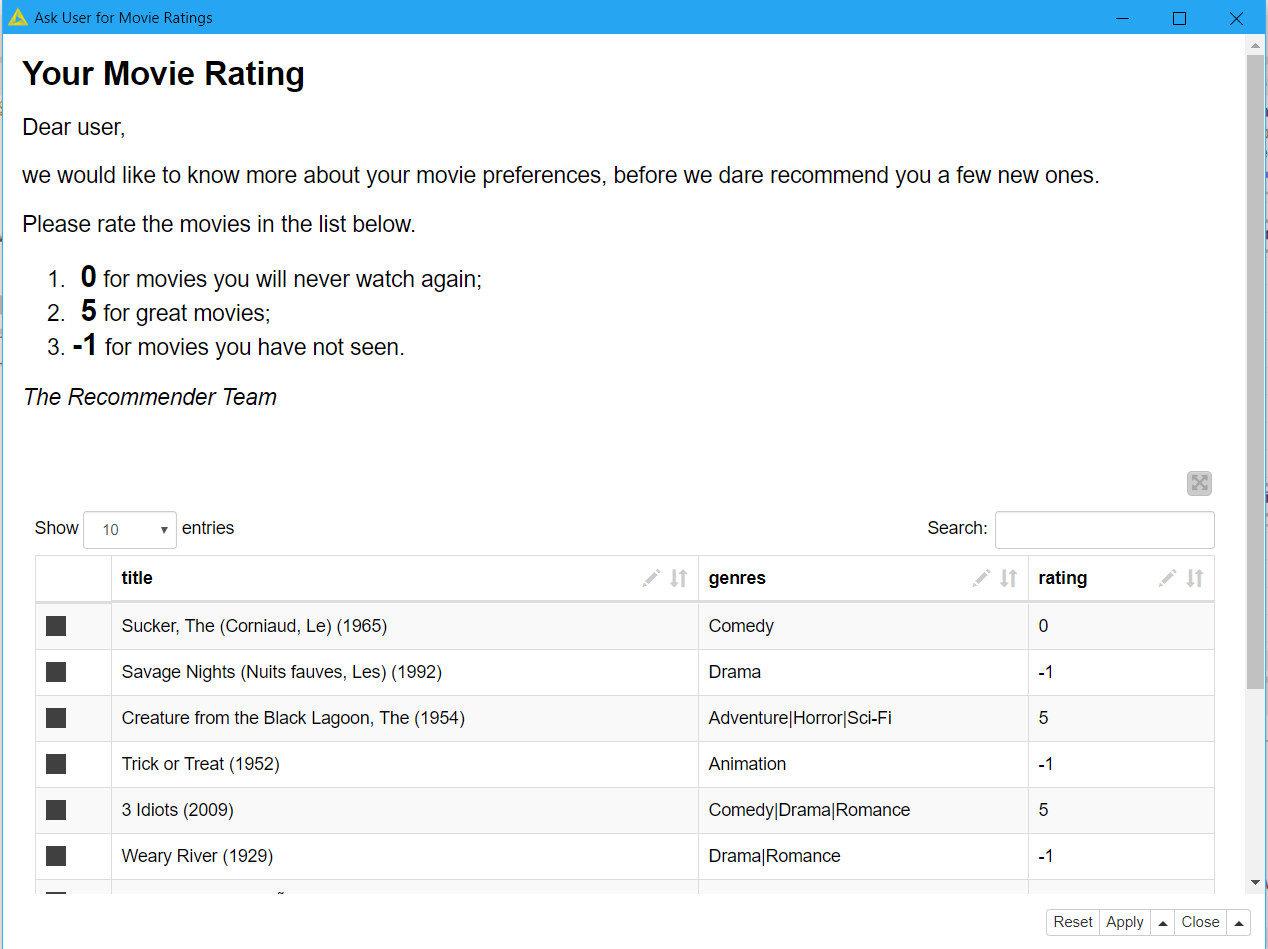 Ask User for Movie Ratings
Your Movie Rating
Dear user,
we would like to know more about your movie preferences, before we dare recommend you a few new ones.
Please rate the movies in the list below.
1. 0 for movies you will never watch again;
2. 5 for great movies;
3. -1 for movies you have not seen.
The Recommender Team
Show 10 entries Search:
title genres rating
Sucker, The (Corniaud, Le) (1965) Comedy 0
Savage Nights (Nuits fauves, Les) (1992) Drama -1
Creature from the Black Lagoon, The (1954) Adventure|Horror|Sci-Fi 5
Trick or Treat (1952) Animation -1
3 Idiots (2009) Comedy|Drama|Romance 5
Weary River (1929) Drama|Romance -1
Reset Apply Close